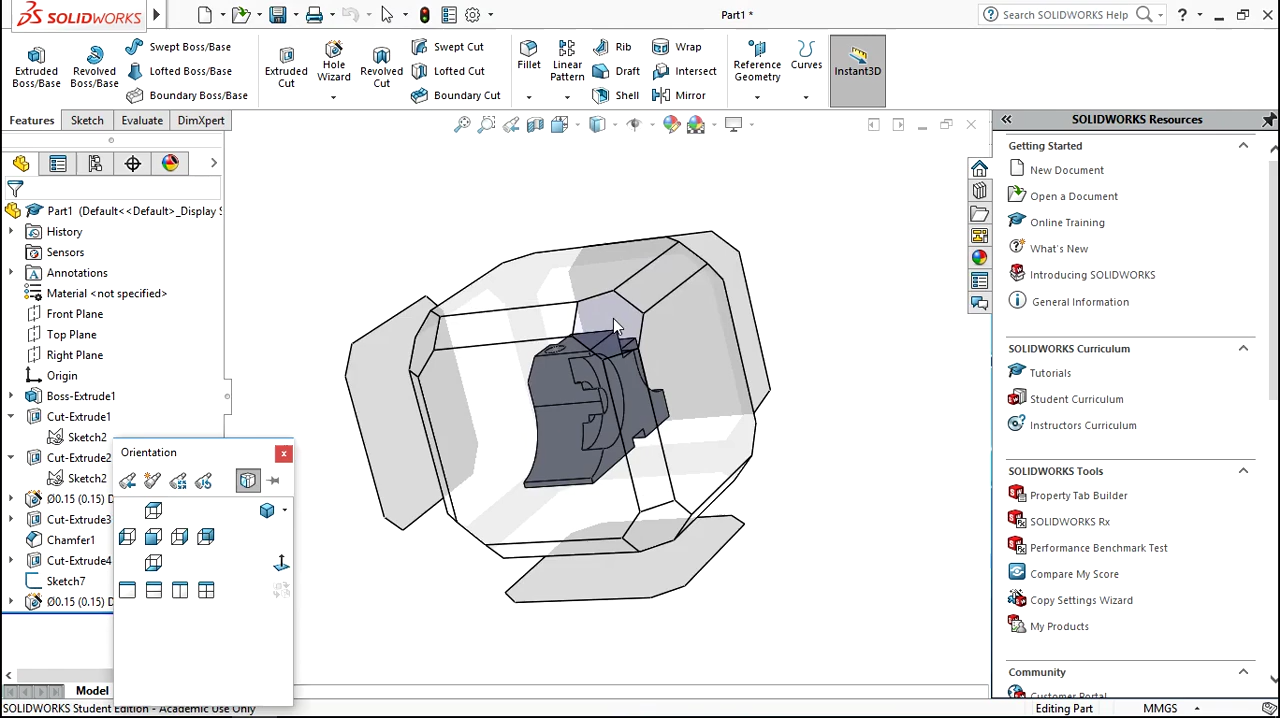 SOLIDWORKS
Part1 *
Search SOLIDWORKS Help
?
Extruded Boss/Base
Revolved Boss/Base
Swept Boss/Base
Lofted Boss/Base
Boundary Boss/Base
Extruded Cut
Hole Wizard
Revolved Cut
Swept Cut
Lofted Cut
Boundary Cut
Fillet
Linear Pattern
Rib
Draft
Shell
Wrap
Intersect
Mirror
Reference Geometry
Curves
Instant3D
Features
Sketch
Evaluate
DimXpert
Part1 (Default<<Default>_Display S
History
Sensors
Annotations
Material <not specified>
Front Plane
Top Plane
Right Plane
Origin
Boss-Extrude1
Cut-Extrude1
Sketch2
Cut-Extrude2
Sketch2
Ø0.15 (0.15) D
Cut-Extrude3
Chamfer1
Cut-Extrude4
Sketch7
Ø0.15 (0.15) D
Orientation
Model
SOLIDWORKS Student Edition - Academic Use Only
SOLIDWORKS Resources
Getting Started
New Document
Open a Document
Online Training
What's New
Introducing SOLIDWORKS
General Information
SOLIDWORKS Curriculum
Tutorials
Student Curriculum
Instructors Curriculum
SOLIDWORKS Tools
Property Tab Builder
SOLIDWORKS Rx
Performance Benchmark Test
Compare My Score
Copy Settings Wizard
My Products
Community
Customer Portal
Editing Part
MMGS